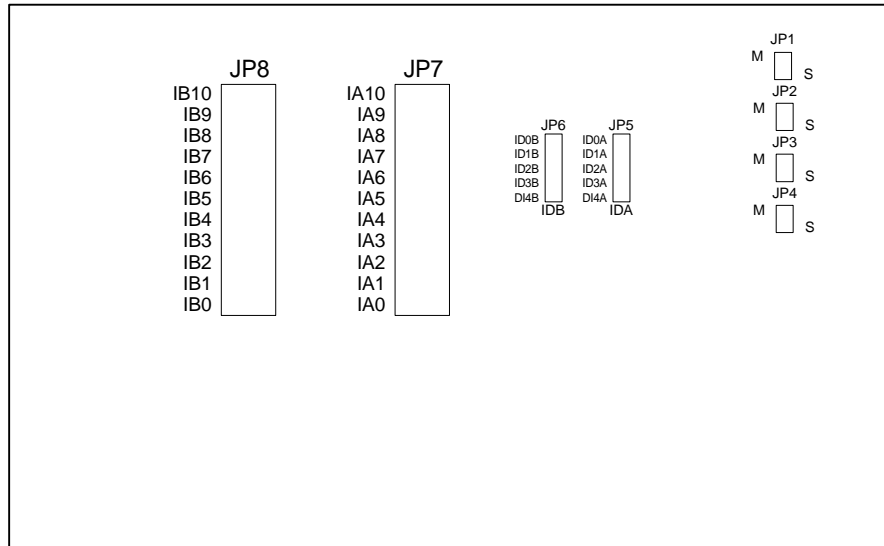 JP8
IB10
IB9
IB8
IB7
IB6
IB5
IB4
IB3
IB2
IB1
IB0
JP7
IA10
IA9
IA8
IA7
IA6
IA5
IA4
IA3
IA2
IA1
IA0
JP6
ID0B
ID1B
ID2B
ID3B
DI4B
IDB
JP5
ID0A
ID1A
ID2A
ID3A
DI4A
IDA
JP1
M
S
JP2
M
S
JP3
M
S
JP4
M
S